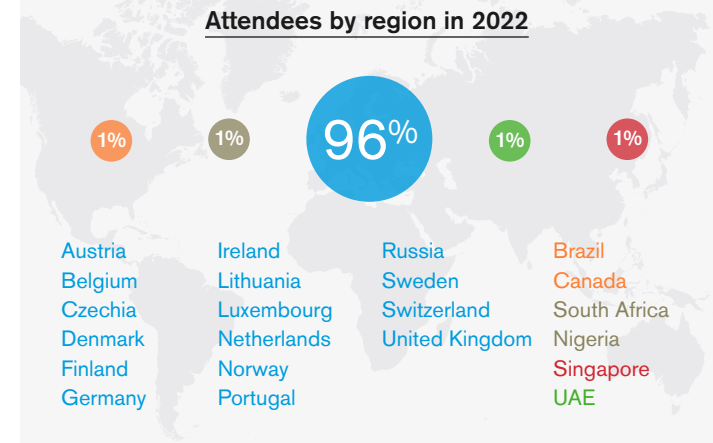 Attendees by region in 2022
1%
1%
96%
1%
1%
Austria
Belgium
Czechia
Denmark
Finland
Germany
Ireland
Lithuania
Luxembourg
Netherlands
Norway
Portugal
Russia
Sweden
Switzerland
United Kingdom
Brazil
Canada
South Africa
Nigeria
Singapore
UAE